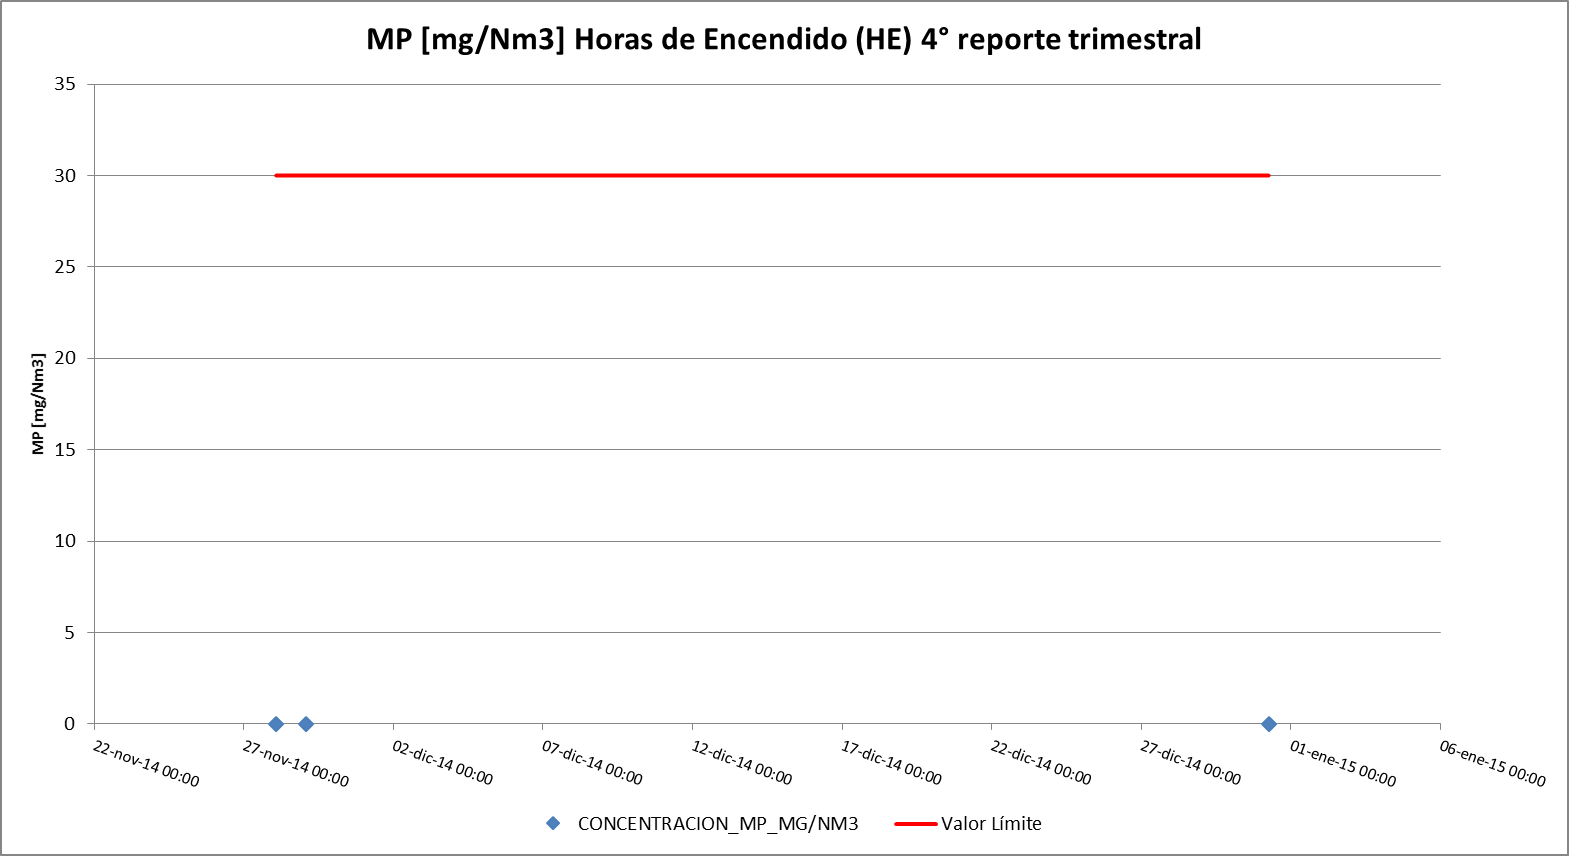 MP [mg/Nm3] Horas de Encendido (HE) 4° reporte trimestral
35
30
25
20
15
10
5
0
MP [mg/Nm3]
22-nov-14 00:00
27-nov-14 00:00
02-dic-14 00:00
07-dic-14 00:00
12-dic-14 00:00
17-dic-14 00:00
22-dic-14 00:00
27-dic-14 00:00
01-ene-15 00:00
06-ene-15 00:00
CONCENTRACION_MP_MG/NM3
Valor Límite